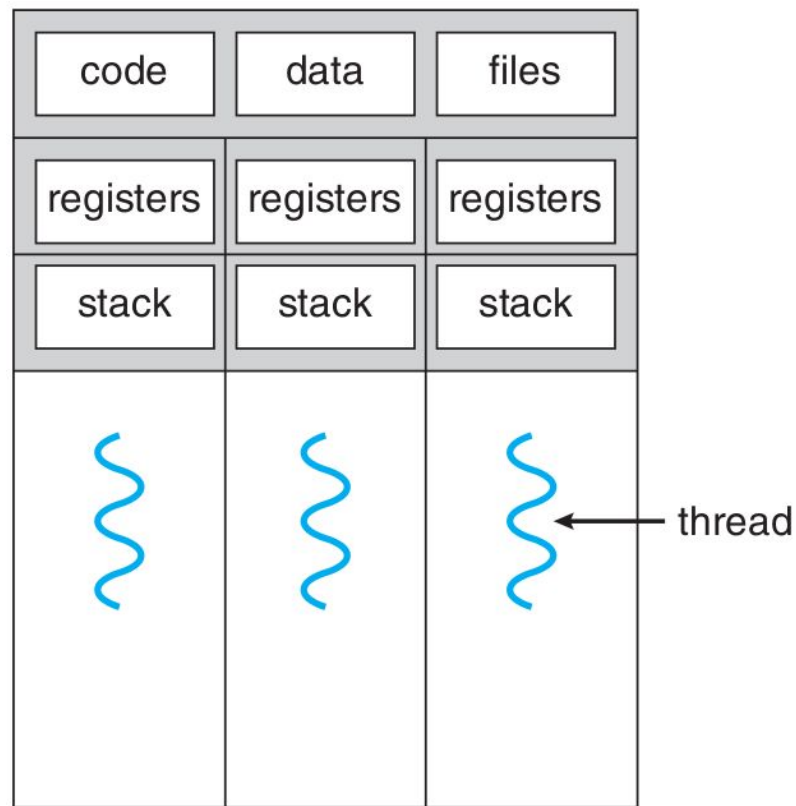 code data files
registers registers registers
stack stack stack
thread